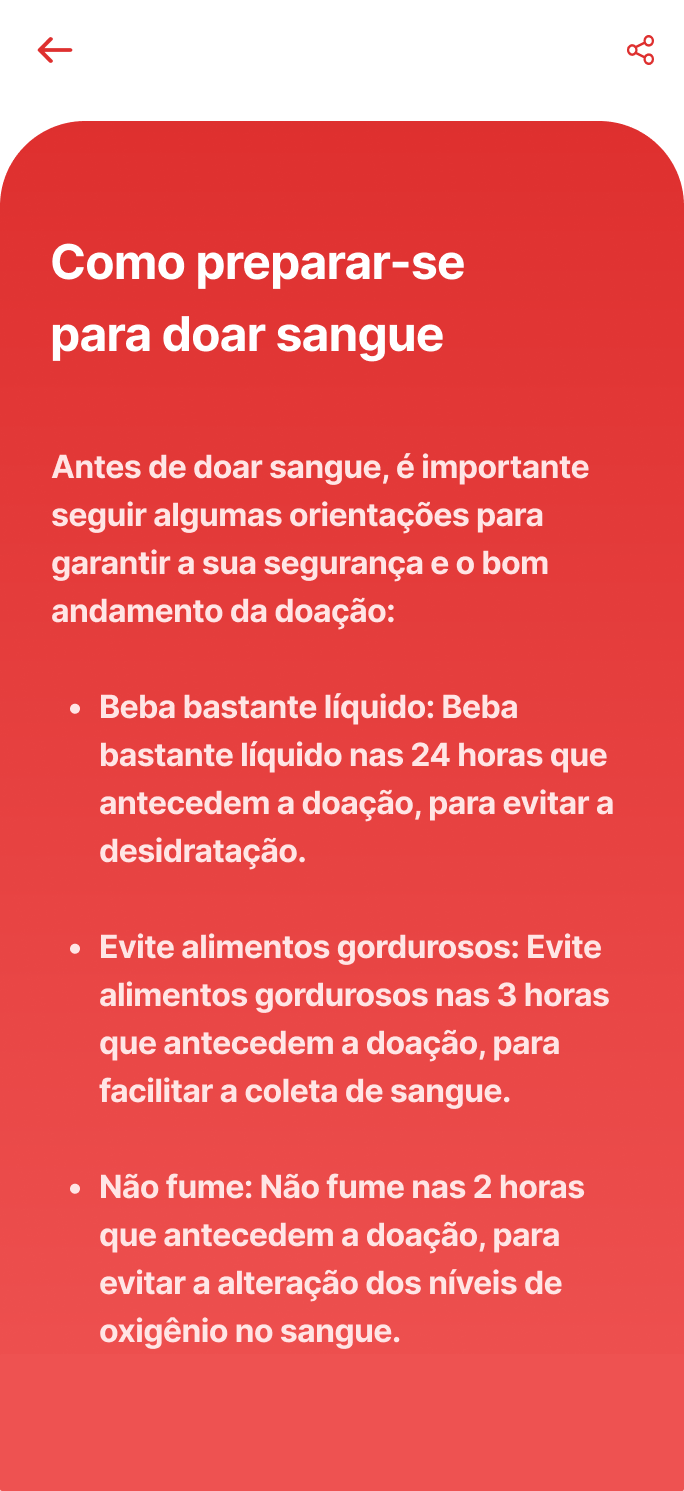 Como preparar-se
para doar sangue
Antes de doar sangue, é importante
seguir algumas orientações para
garantir a sua segurança e o bom
andamento da doação:
• Beba bastante líquido: Beba
bastante líquido nas 24 horas que
antecedem a doação, para evitar a
desidratação.
• Evite alimentos gordurosos: Evite
alimentos gordurosos nas 3 horas
que antecedem a doação, para
facilitar a coleta de sangue.
• Não fume: Não fume nas 2 horas
que antecedem a doação, para
evitar a alteração dos níveis de
oxigênio no sangue.